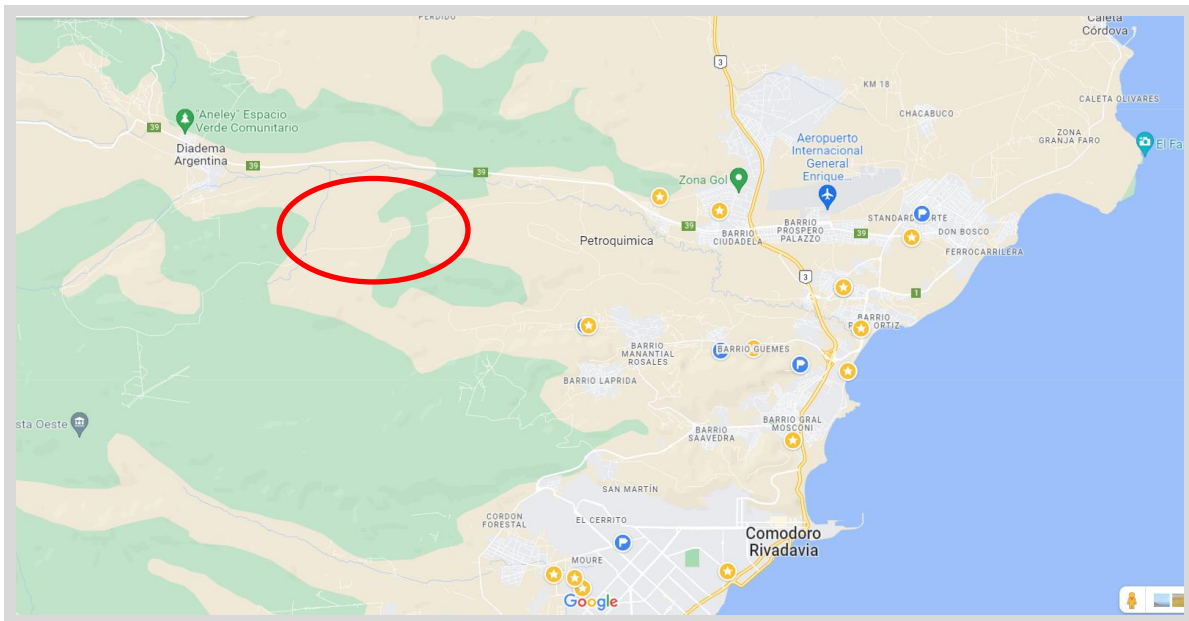 PERDIDO
Caleta
Córdova
3
KM 18
CALETA OLIVARES
CHACABUCO
"Aneley" Espacio
Verde Comunitario
39
ZONA
GRANJA FARO
El Fa
Aeropuerto
Internacional
General
Enrique...
Diadema
Argentina
39
39
Zona Gol
STANDARD
RTE
39
BARRIO
CIUDADELA
BARRIO
PROSPERO
PALAZZO
39
DON BOSCO
Petroquimica
FERROCARRILERA
3
1
BARRIO
ORTIZ
BARRIO
MANANTIAL
ROSALES
BARRIO GUEMES
BARRIO LAPRIDA
sta Oeste
BARRIO GRAL
MOSCONI
BARRIO
SAAVEDRA
SAN MARTÍN
CORDON
FORESTAL
EL CERRITO
Comodoro
Rivadavia
MOURE
Google